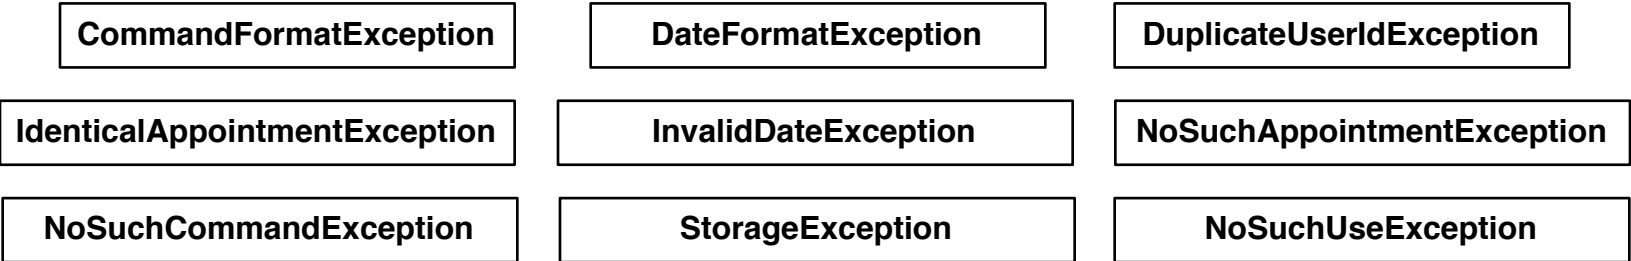 CommandFormatException DateFormatException DuplicateUserIdException
IdenticalAppointmentException InvalidDateException NoSuchAppointmentException
NoSuchCommandException StorageException NoSuchUseException